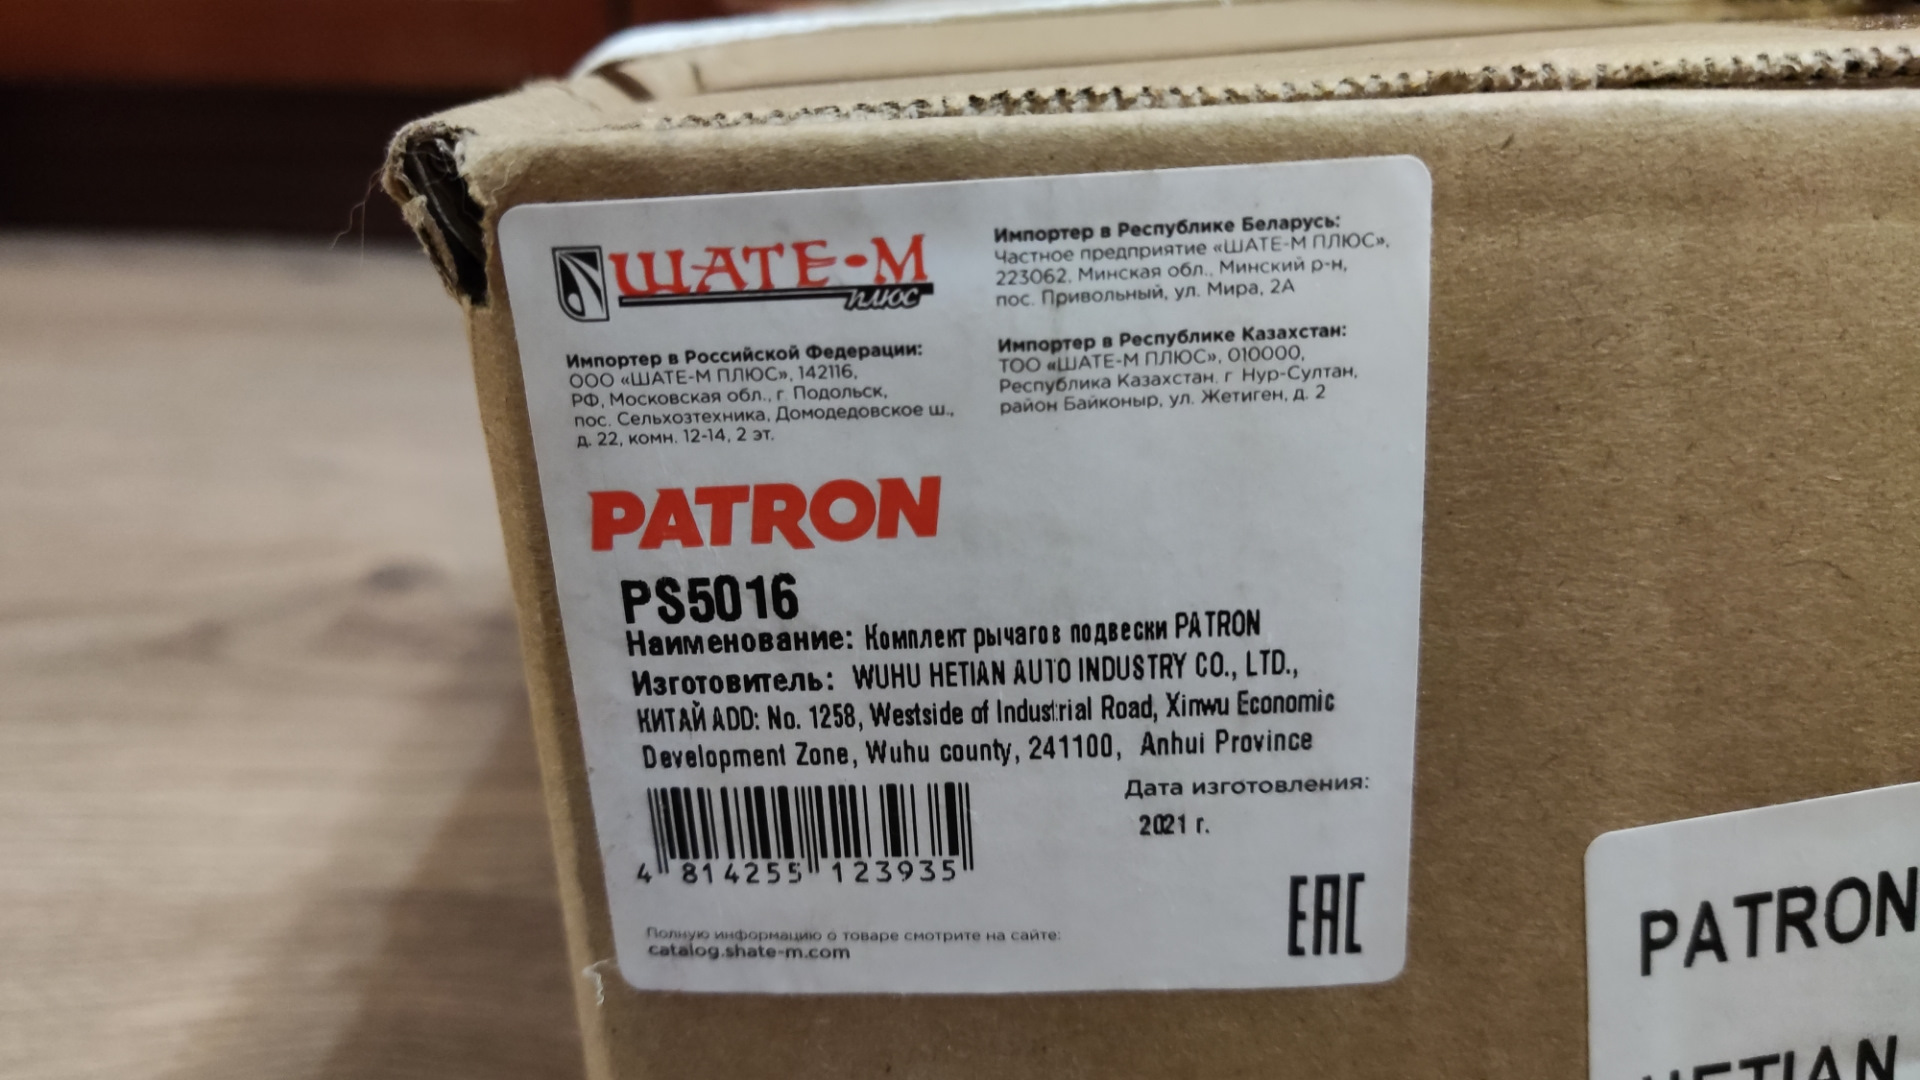 ШАТЕ-М
ПЛЮС
Импортер в Российской Федерации:
ООО «ШАТЕ-М ПЛЮС», 142116,
РФ, Московская обл., г. Подольск,
пос. Сельхозтехника, Домодедовское ш.,
д. 22, комн. 12-14, 2 эт.
Импортер в Республике Беларусь:
Частное предприятие «ШАТЕ-М ПЛЮС»,
223062, Минская обл., Минский р-н,
пос. Привольный, ул. Мира, 2А
Импортер в Республике Казахстан:
ТОО «ШАТЕ-М ПЛЮС», 010000,
Республика Казахстан, г Нур-Султан,
район Байконыр, ул. Жетиген, д. 2
PATRON
PS5016
Наименование: Комплект рычагов подвески PATRON
Изготовитель: WUHU HETIAN AUTO INDUSTRY CO., LTD.,
КИТАЙ ADD: No. 1258, Westside of Industrial Road, Xinwu Economic
Development Zone, Wuhu county, 241100, Anhui Province
Дата изготовления:
2021 г.
4 814255 123935
EAC
Полную информацию о товаре смотрите на сайте:
catalog.shate-m.com
PATRON
HETIAN